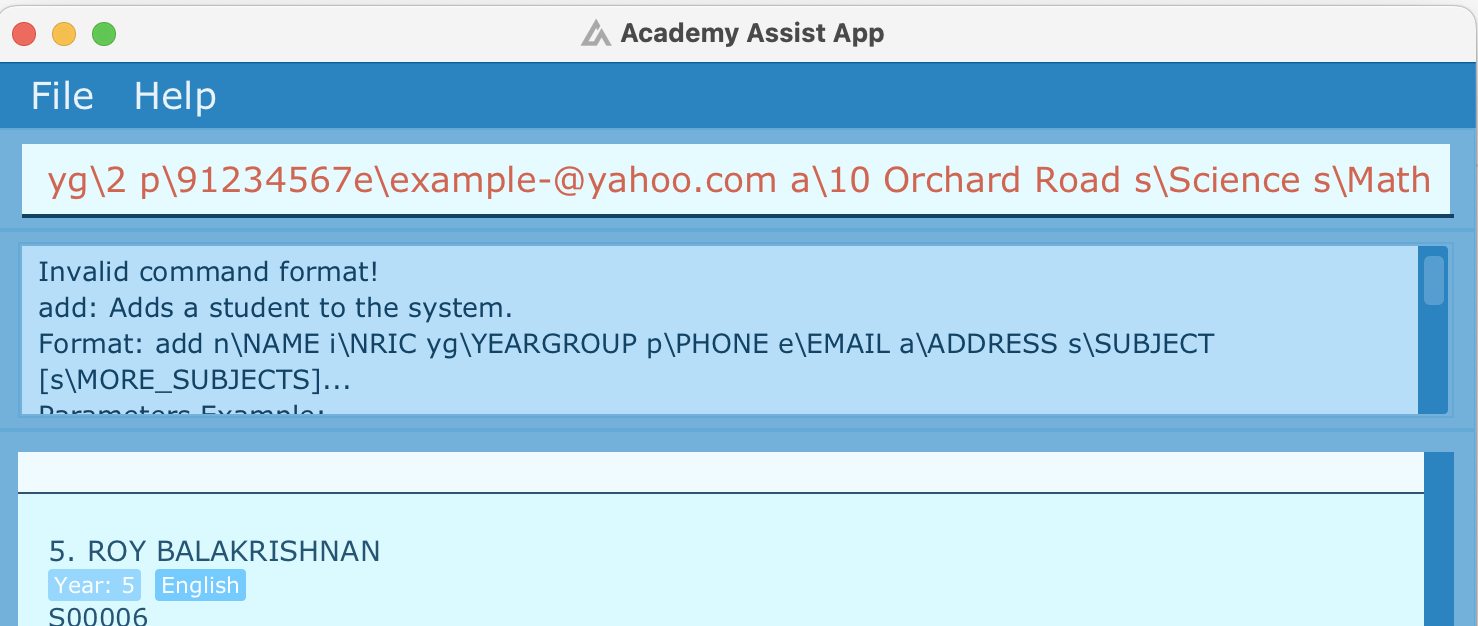 Academy Assist App
File Help
yg\2 p\91234567e\example-@yahoo.com a\10 Orchard Road s\Science s\Math
Invalid command format!
add: Adds a student to the system.
Format: add n\NAME i\NRIC yg\YEARGROUP p\PHONE e\EMAIL a\ADDRESS s\SUBJECT
[s\MORE_SUBJECTS]...
Parameters Example:
5. ROY BALAKRISHNAN
Year: 5 English
S00006